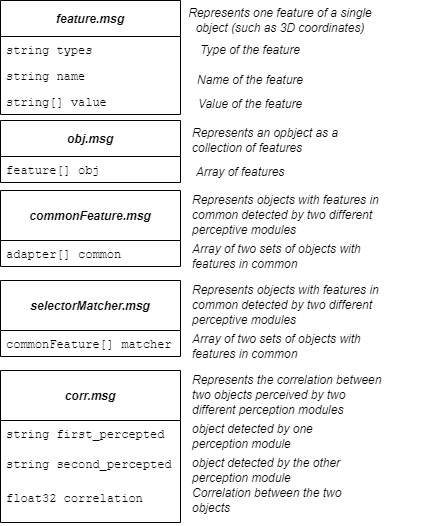 feature.msg
Represents one feature of a single
object (such as 3D coordinates)
string types
Type of the feature
string name
Name of the feature
string[] value
Value of the feature
obj.msg
Represents an opbject as a
collection of features
feature[] obj
Array of features
commonFeature.msg
Represents objects with features in
common detected by two different
perceptive modules
adapter[] common
Array of two sets of objects with
features in common
selectorMatcher.msg
Represents objects with features in
common detected by two different
perceptive modules
commonFeature[] matcher
Array of two sets of objects with
features in common
corr.msg
Represents the correlation between
two objects perceived by two
different perception modules
string first_percepted
object detected by one
perception module
string second_percepted
object detected by the other
perception module
float32 correlation
Correlation between the two
objects